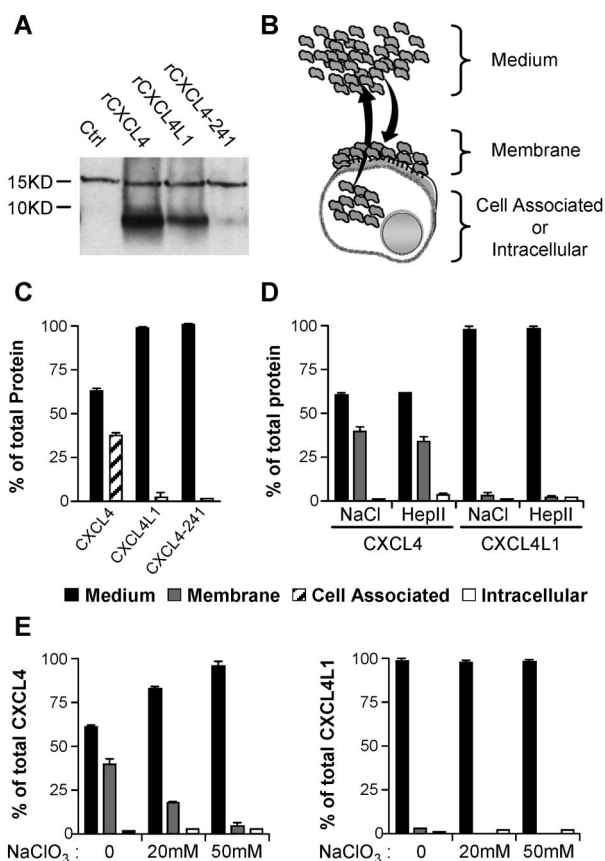 A
B
Ctrl
rCXCL4
rCXCL4L1
rCXCL4-241
15KD
10KD
Medium
Membrane
Cell Associated
or
Intracellular
C
% of total Protein
100
75
50
25
0
CXCL4
CXCL4L1
CXCL4-241
D
% of total protein
100
75
50
25
0
NaCl HepII NaCl HepII
CXCL4 CXCL4L1
Medium Membrane Cell Associated Intracellular
E
% of total CXCL4
100
75
50
25
0
NaClO3 : 0 20mM 50mM
% of total CXCL4L1
100
75
50
25
0
NaClO3 : 0 20mM 50mM